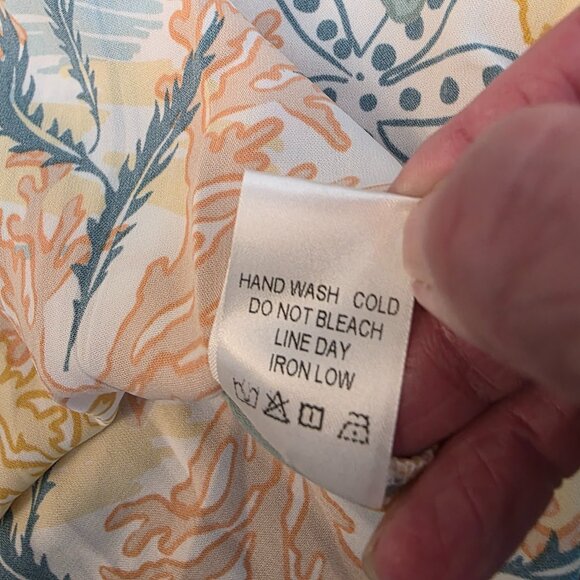 HAND WASH COLD
DO NOT BLEACH
LINE DAY
IRON LOW